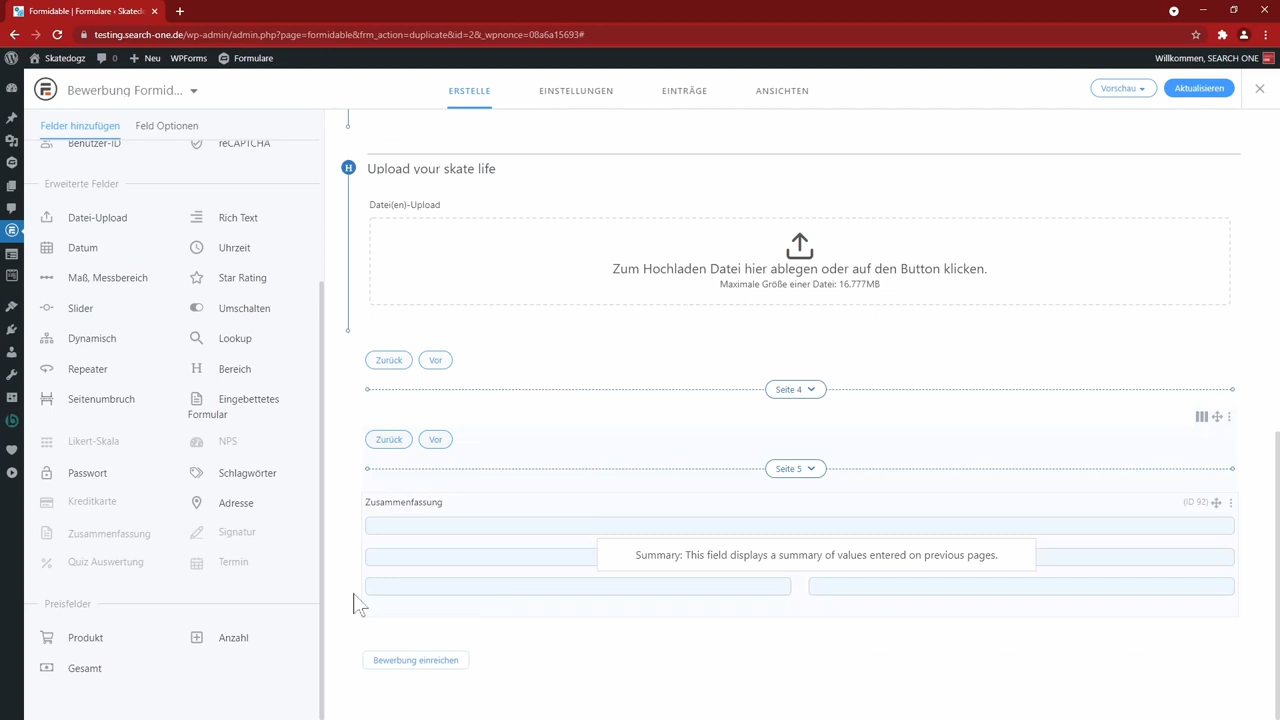 Formidable | Formulare ‹ Skatedo
testing.search-one.de/wp-admin/admin.php?page=formidable&frm_action=duplicate&id=2&_wpnonce=08a6a15693#
Skatedogz 0 Neu WPForms Formulare Willkommen, SEARCH ONE
Bewerbung Formid... ERSTELLE EINSTELLUNGEN EINTRÄGE ANSICHTEN Vorschau Aktualisieren
Felder hinzufügen Feld Optionen
Benutzer-ID reCAPTCHA
Erweiterte Felder
Datei-Upload Rich Text
Datum Uhrzeit
Maß, Messbereich Star Rating
Slider Umschalten
Dynamisch Lookup
Repeater Bereich
Seitenumbruch Eingebettetes
Formular
Likert-Skala NPS
Passwort Schlagwörter
Kreditkarte Adresse
Zusammenfassung Signatur
Quiz Auswertung Termin
Preisfelder
Produkt Anzahl
Gesamt
H Upload your skate life
Datei(en)-Upload
Zum Hochladen Datei hier ablegen oder auf den Button klicken.
Maximale Größe einer Datei: 16.777MB
Zurück Vor
Seite 4
Zurück Vor
Seite 5
Zusammenfassung (ID 92)
Summary: This field displays a summary of values entered on previous pages.
Bewerbung einreichen